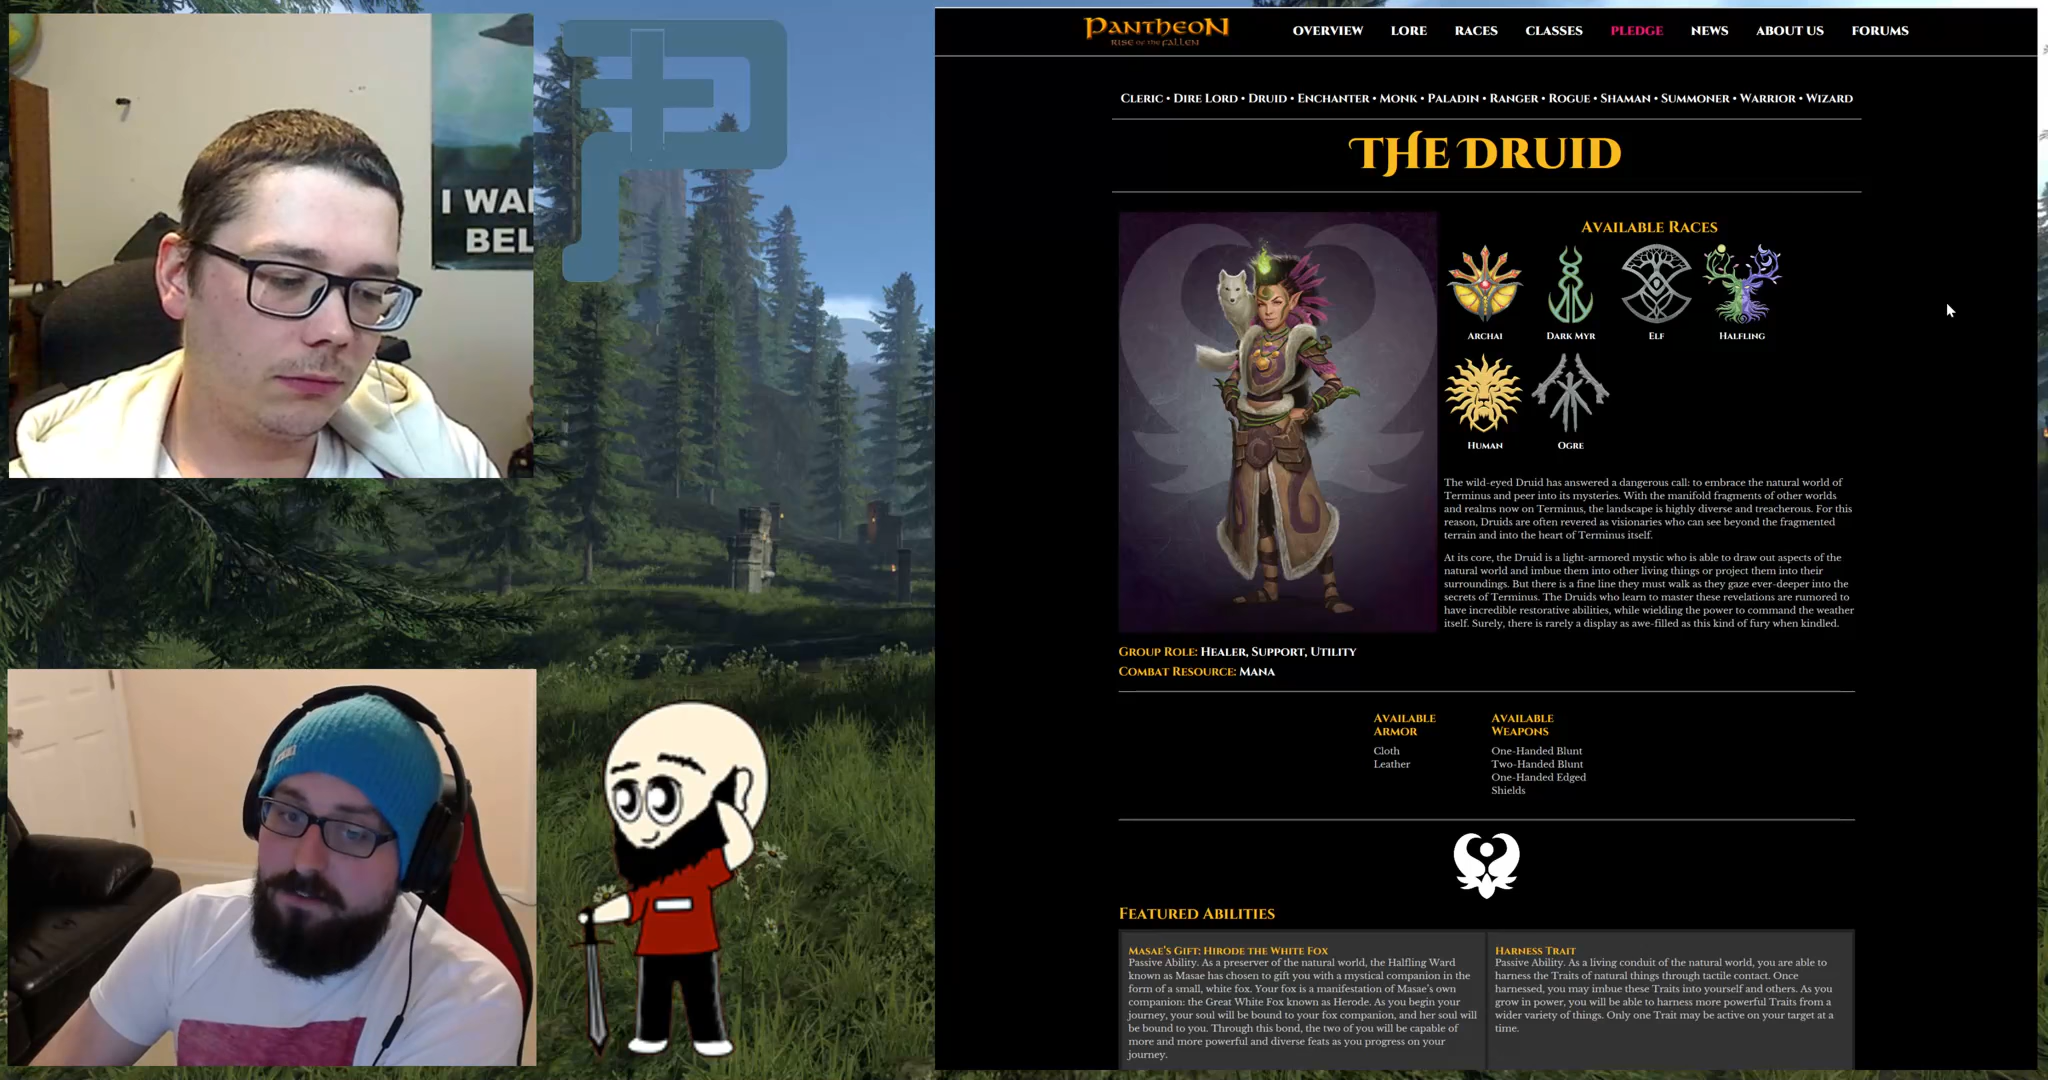 I WA
BEL
PANTHEON
RISE OF THE FALLEN
OVERVIEW LORE RACES CLASSES PLEDGE NEWS ABOUT US FORUMS
CLERIC • DIRE LORD • DRUID • ENCHANTER • MONK • PALADIN • RANGER • ROGUE • SHAMAN • SUMMONER • WARRIOR • WIZARD
THE DRUID
AVAILABLE RACES
ARCHAI DARK MYR ELF HALFLING
HUMAN OGRE
The wild-eyed Druid has answered a dangerous call: to embrace the natural world of
Terminus and peer into its mysteries. With the manifold fragments of other worlds
and realms now on Terminus, the landscape is highly diverse and treacherous. For this
reason, Druids are often revered as visionaries who can see beyond the fragmented
terrain and into the heart of Terminus itself.
At its core, the Druid is a light-armored mystic who is able to draw out aspects of the
natural world and imbue them into other living things or project them into their
surroundings. But there is a fine line they must walk as they gaze ever-deeper into the
secrets of Terminus. The Druids who learn to master these revelations are rumored to
have incredible restorative abilities, while wielding the power to command the weather
itself. Surely, there is rarely a display as awe-filled as this kind of fury when kindled.
GROUP ROLE: HEALER, SUPPORT, UTILITY
COMBAT RESOURCE: MANA
AVAILABLE
ARMOR
Cloth
Leather
AVAILABLE
WEAPONS
One-Handed Blunt
Two-Handed Blunt
One-Handed Edged
Shields
FEATURED ABILITIES
MASAE'S GIFT: HIRODE THE WHITE FOX
Passive Ability. As a preserver of the natural world, the Halfling Ward
known as Masae has chosen to gift you with a mystical companion in the
form of a small, white fox. Your fox is a manifestation of Masae's own
companion: the Great White Fox known as Herode. As you begin your
journey, your soul will be bound to your fox companion, and her soul will
be bound to you. Through this bond, the two of you will be capable of
more and more powerful and diverse feats as you progress on your
journey.
HARNESS TRAIT
Passive Ability. As a living conduit of the natural world, you are able to
harness the Traits of natural things through tactile contact. Once
harnessed, you may imbue these Traits into yourself and others. As you
grow in power, you will be able to harness more powerful Traits from a
wider variety of things. Only one Trait may be active on your target at a
time.